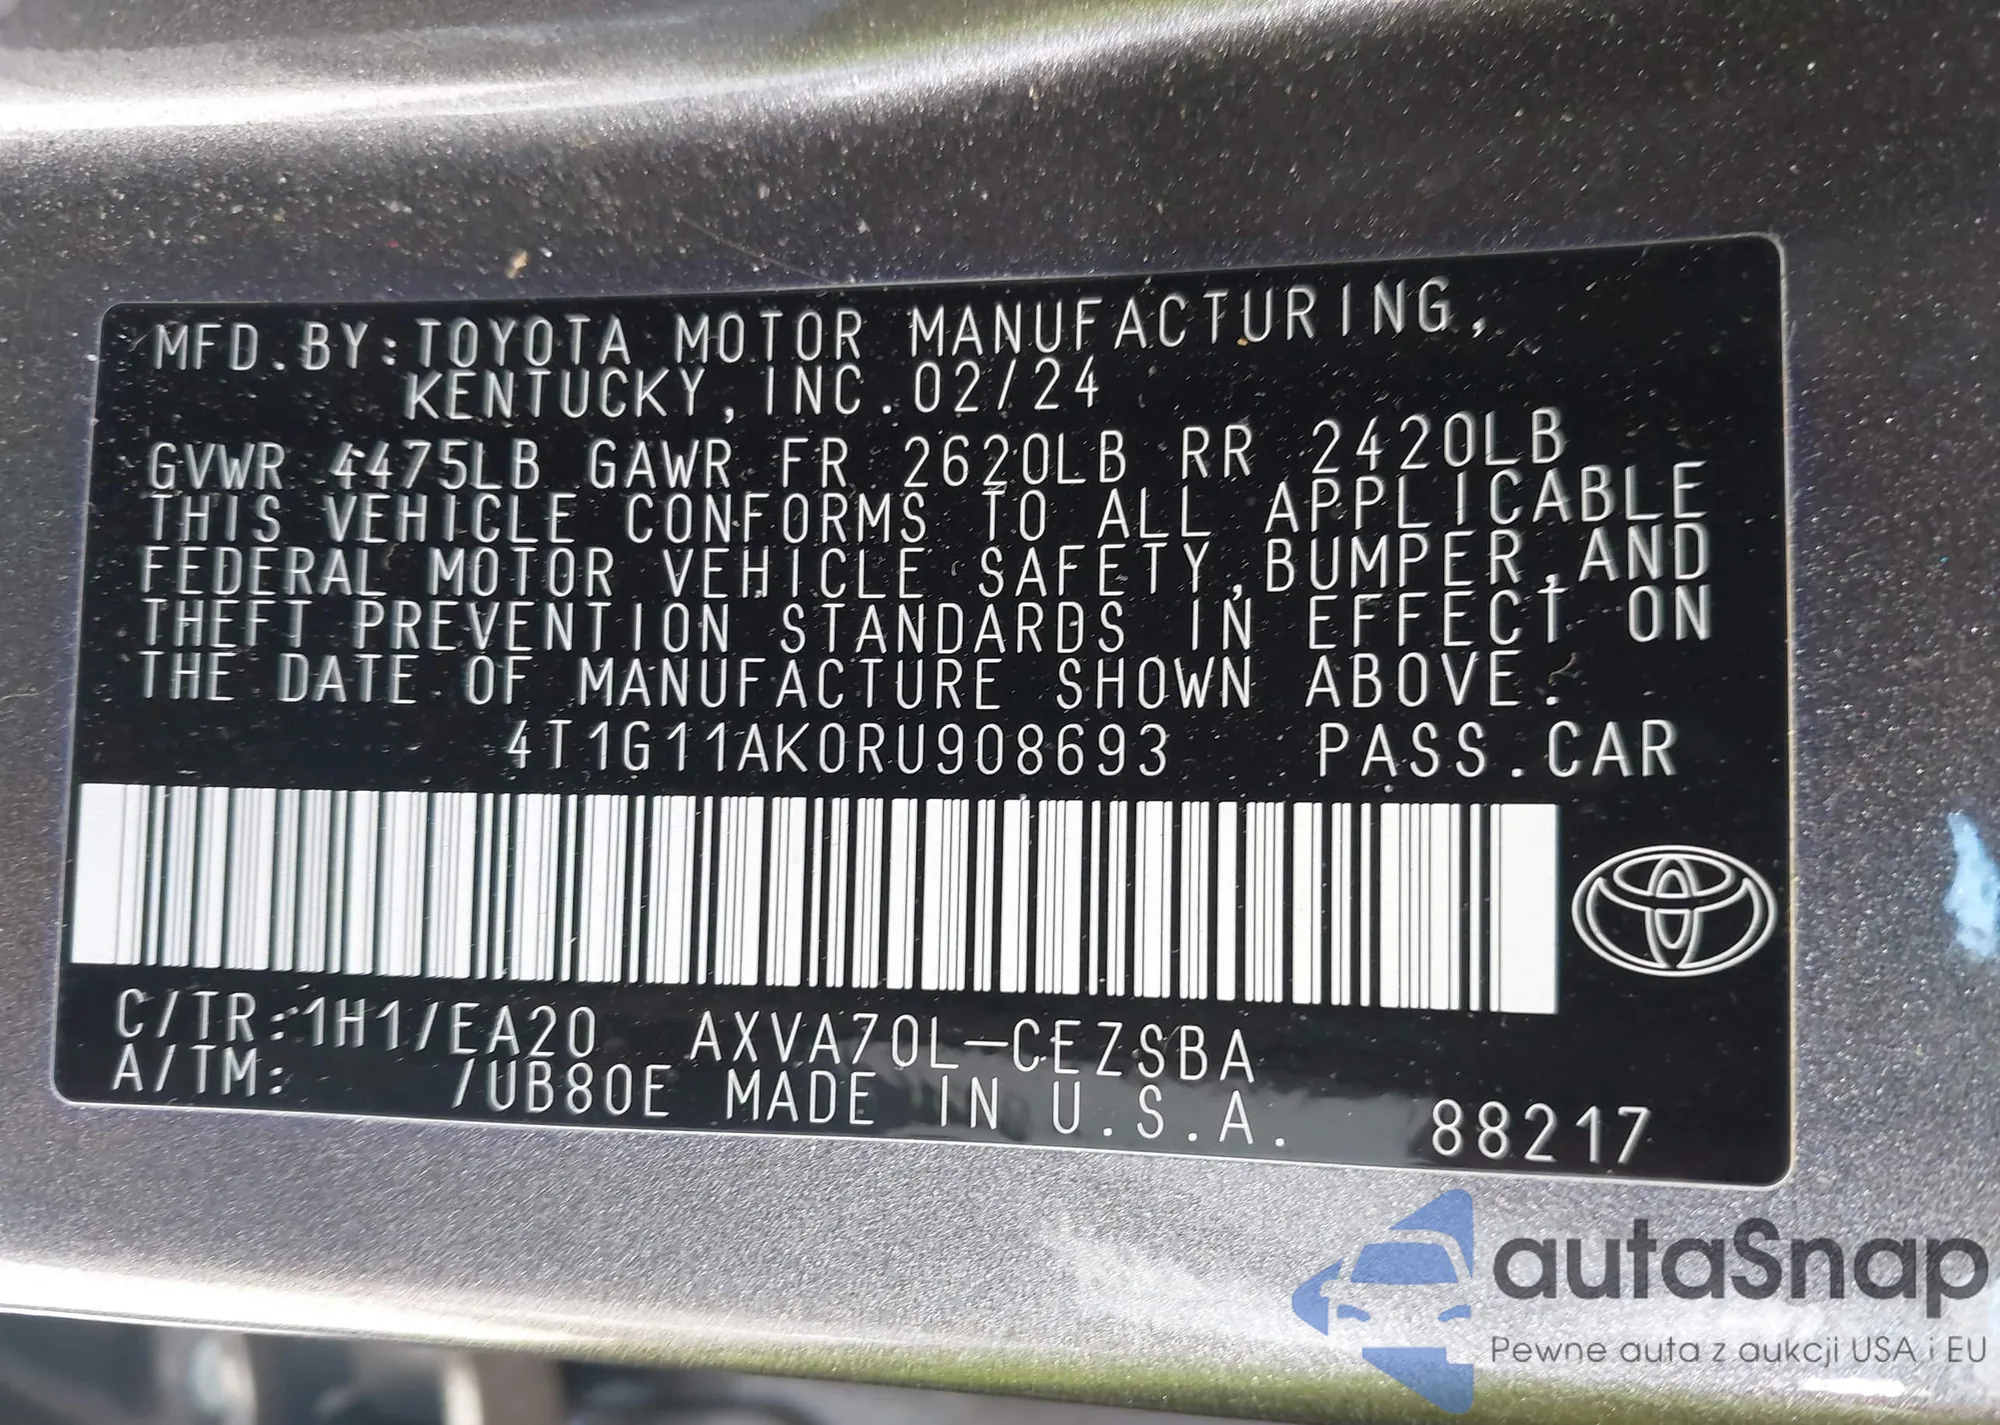 MFD.BY:TOYOTA MOTOR MANUFACTURING,
KENTUCKY, INC.02/24
GVWR 4475LB GAWR FR 2620LB RR 2420LB
THIS VEHICLE CONFORMS TO ALL APPLICABLE
FEDERAL MOTOR VEHICLE SAFETY,BUMPER,AND
THEFT PREVENTION STANDARDS IN EFFECT ON
THE DATE OF MANUFACTURE SHOWN ABOVE.
4T1G11AK0RU908693 PASS.CAR
C/TR:1H1/EA20 AXVA70L-CEZSBA
A/TM: /UB80E MADE IN U.S.A. 88217
autaSnap
Pewne auta z aukcji USA i EU